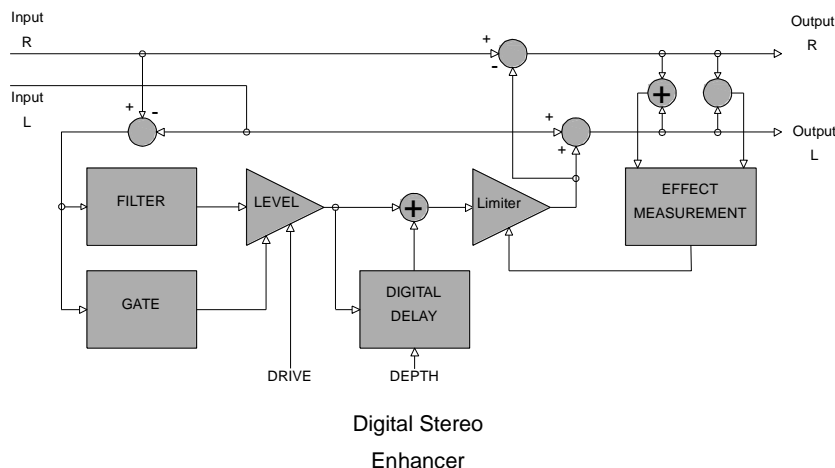 Input
R
Output
R
Input
L
Output
L
+
-
+
-
+
+
+
FILTER
LEVEL
+
Limiter
EFFECT
MEASUREMENT
GATE
DIGITAL
DELAY
DRIVE
DEPTH
Digital Stereo
Enhancer